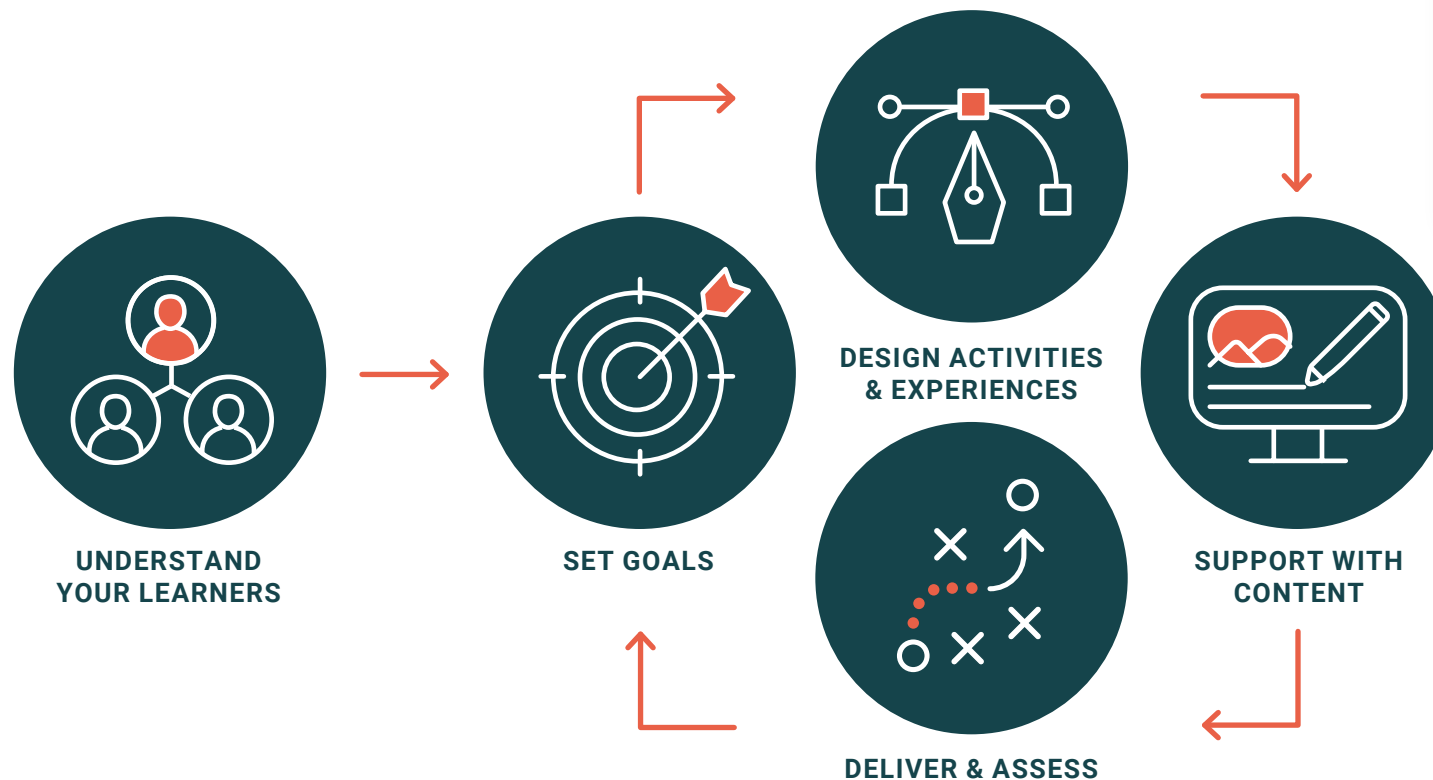 UNDERSTAND
YOUR LEARNERS
SET GOALS
DESIGN ACTIVITIES
& EXPERIENCES
SUPPORT WITH
CONTENT
DELIVER & ASSESS